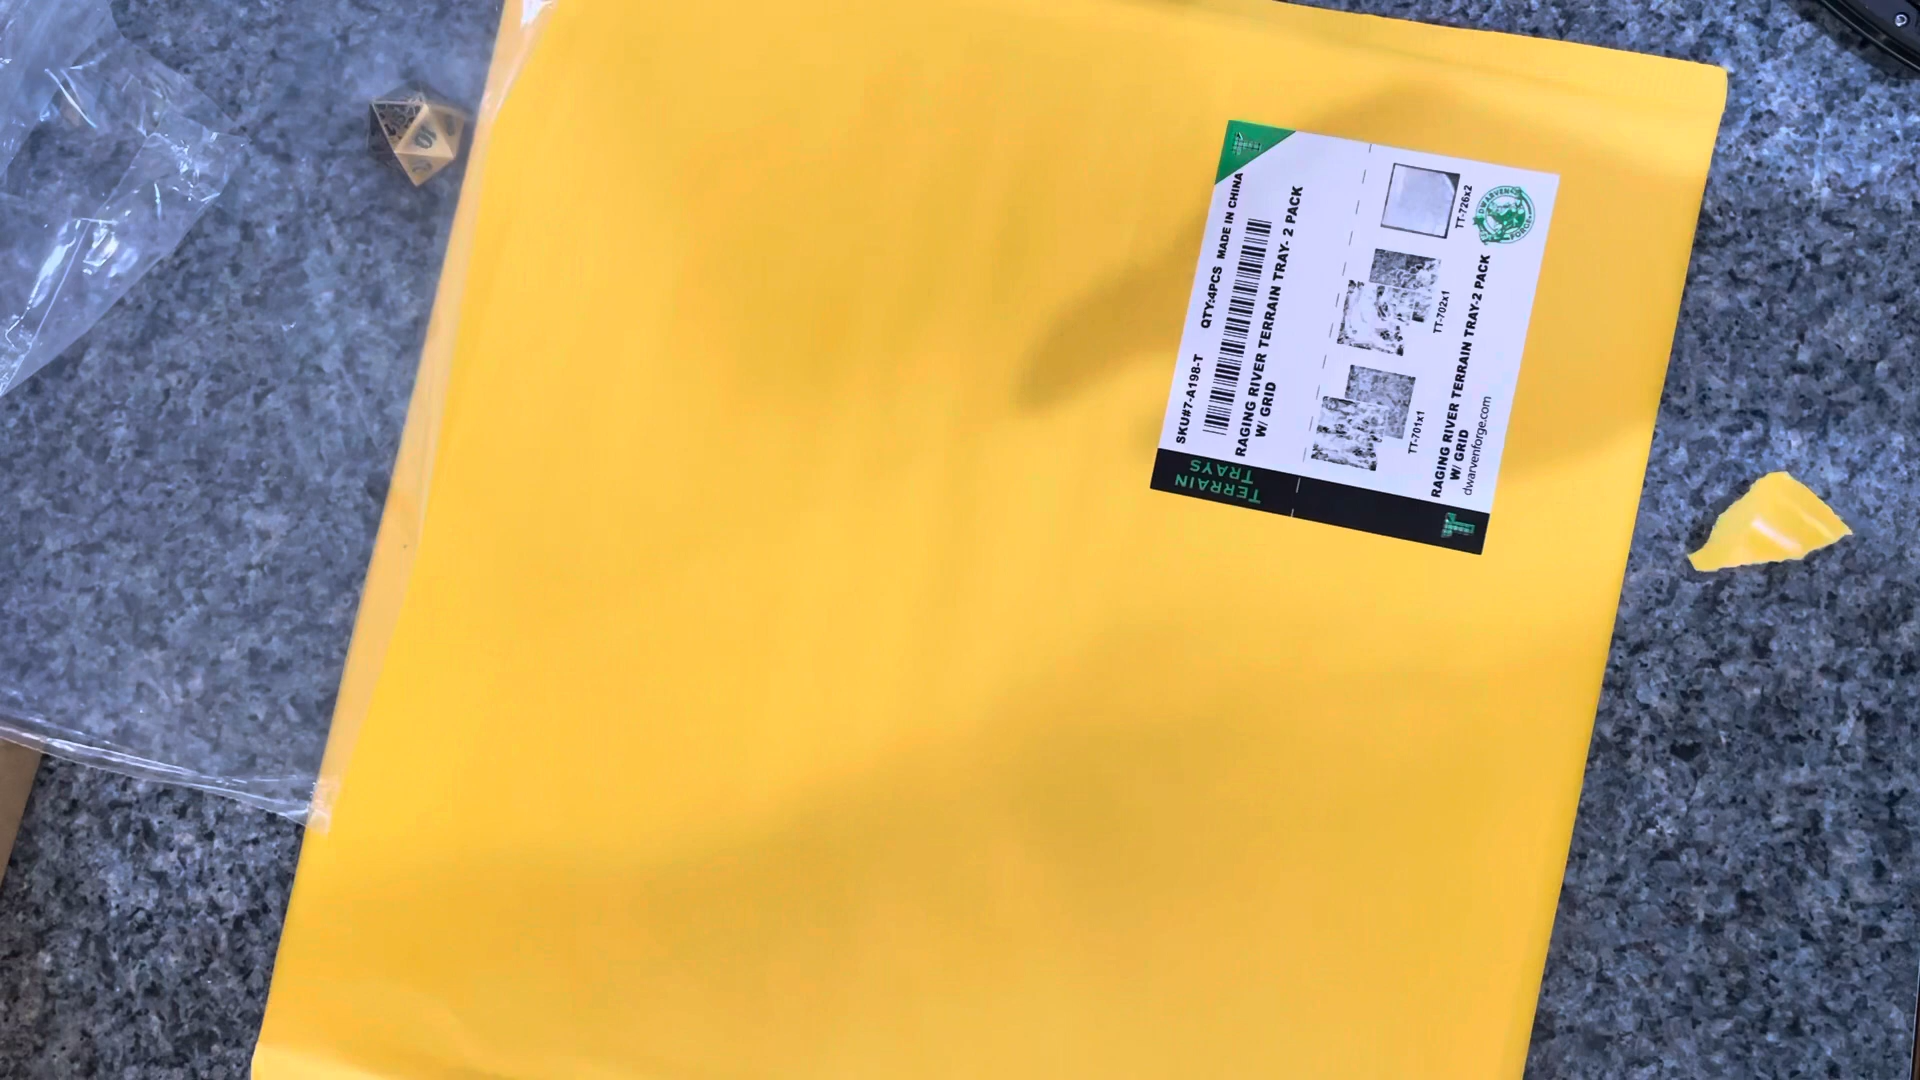 SKU#7-A198-T QTY:4PCS MADE IN CHINA
RAGING RIVER TERRAIN TRAY- 2 PACK
W/ GRID
TT-701x1
TT-702x1
TT-726x2
RAGING RIVER TERRAIN TRAY-2 PACK
W/ GRID
dwarvenforge.com
DWARVEN FORGE
TERRAIN
TRAYS